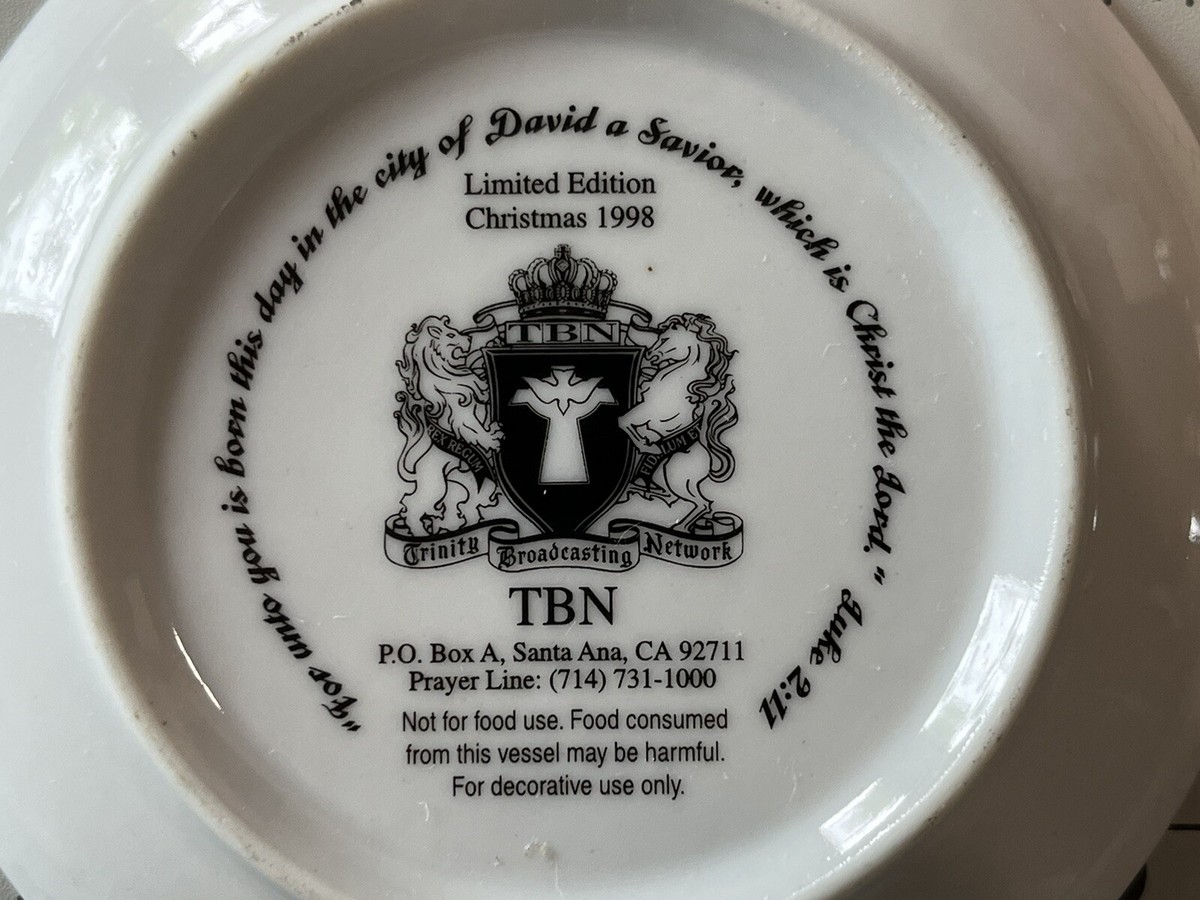 "For unto you is born this day in the city of David a Savior, which is Christ the Lord." Luke 2:11
Limited Edition
Christmas 1998
TBN
REX REGUM
Trinity Broadcasting Network
TBN
P.O. Box A, Santa Ana, CA 92711
Prayer Line: (714) 731-1000
Not for food use. Food consumed
from this vessel may be harmful.
For decorative use only.